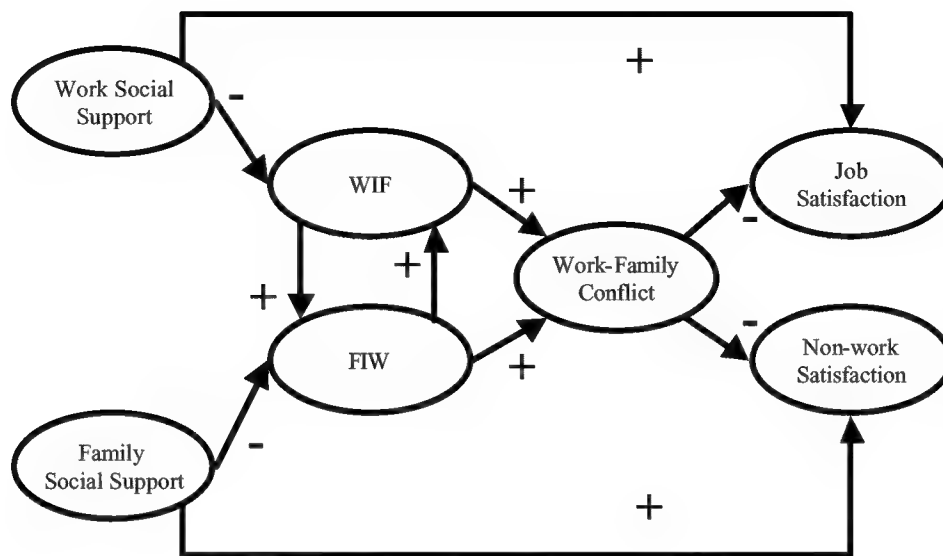 +
Work Social
Support
-
Job
Satisfaction
WIF
+
-
+
+
Work-Family
Conflict
FIW
+
-
Non-work
Satisfaction
-
Family
Social Support
+